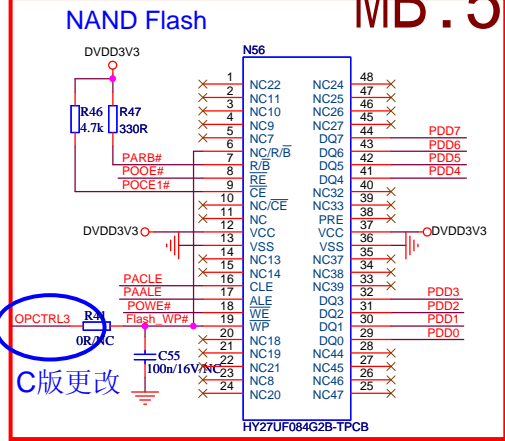 NAND Flash
MB.5
DVDD3V3
N56
R46
4.7k
R47
330R
PARB#
POOE#
POCE1#
DVDD3V3
PACLE
PAALE
POWE#
Flash_WP#
OPCTRL3
R41
0R/NC
C55
100n/16V/NC
C版更改
1 NC22 NC24 48
2 NC11 NC25 47
3 NC10 NC26 46
4 NC9 NC27 45
5 NC7 DQ7 44 PDD7
6 NC/R/B DQ6 43 PDD6
7 R/B DQ5 42 PDD5
8 RE DQ4 41 PDD4
9 CE NC32 40
10 NC/CE NC33 39
11 NC PRE 38
12 VCC VCC 37 DVDD3V3
13 VSS VSS 36
14 NC13 NC37 35
15 NC14 NC38 34
16 CLE NC39 33
17 ALE DQ3 32 PDD3
18 WE DQ2 31 PDD2
19 WP DQ1 30 PDD1
20 NC18 DQ0 29 PDD0
21 NC19 NC44 28
22 NC21 NC45 27
23 NC8 NC46 26
24 NC20 NC47 25
HY27UF084G2B-TPCB